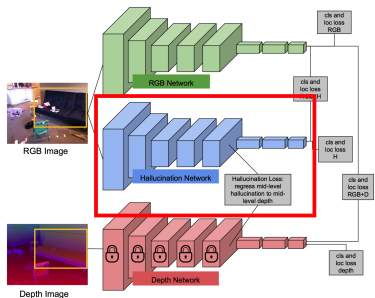 cls and
loc loss
RGB
RGB Network
cls and
loc loss
H
RGB Image
Hallucination Network
Hallucination Loss:
regress mid-level
hallucination to mid-
level depth
cls and
loc loss
H
cls and
loc loss
RGB+D
Depth Image
Depth Network
cls and
loc loss
depth